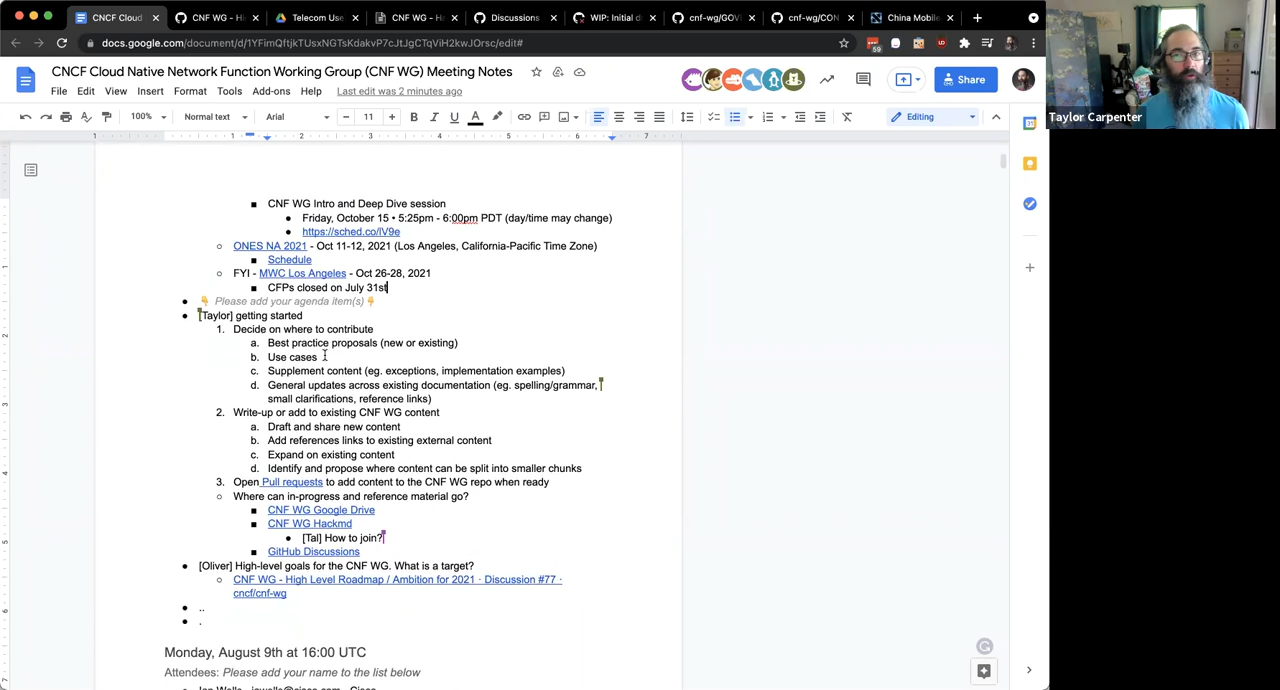 CNCF Cloud
CNF WG - Hi
Telecom Use
CNF WG - Ha
Discussions
WIP: Initial d
cnf-wg/GOV
cnf-wg/CON
China Mobile
docs.google.com/document/d/1YFimQftjkTUsxNGTsKdakvP7cJtJgCTqViH2kwJOrsc/edit#
59
CNCF Cloud Native Network Function Working Group (CNF WG) Meeting Notes
Share
File Edit View Insert Format Tools Add-ons Help Last edit was 2 minutes ago
100% Normal text Arial 11 Editing
Taylor Carpenter
CNF WG Intro and Deep Dive session
Friday, October 15 • 5:25pm - 6:00pm PDT (day/time may change)
https://sched.co/lV9e
ONES NA 2021 - Oct 11-12, 2021 (Los Angeles, California-Pacific Time Zone)
Schedule
FYI - MWC Los Angeles - Oct 26-28, 2021
CFPs closed on July 31st
👇 Please add your agenda item(s)👇
[Taylor] getting started
1. Decide on where to contribute
a. Best practice proposals (new or existing)
b. Use cases
c. Supplement content (eg. exceptions, implementation examples)
d. General updates across existing documentation (eg. spelling/grammar,
small clarifications, reference links)
2. Write-up or add to existing CNF WG content
a. Draft and share new content
b. Add references links to existing external content
c. Expand on existing content
d. Identify and propose where content can be split into smaller chunks
3. Open Pull requests to add content to the CNF WG repo when ready
Where can in-progress and reference material go?
CNF WG Google Drive
CNF WG Hackmd
[Tal] How to join?
GitHub Discussions
[Oliver] High-level goals for the CNF WG. What is a target?
CNF WG - High Level Roadmap / Ambition for 2021 · Discussion #77 ·
cncf/cnf-wg
..
.
Monday, August 9th at 16:00 UTC
Attendees: Please add your name to the list below